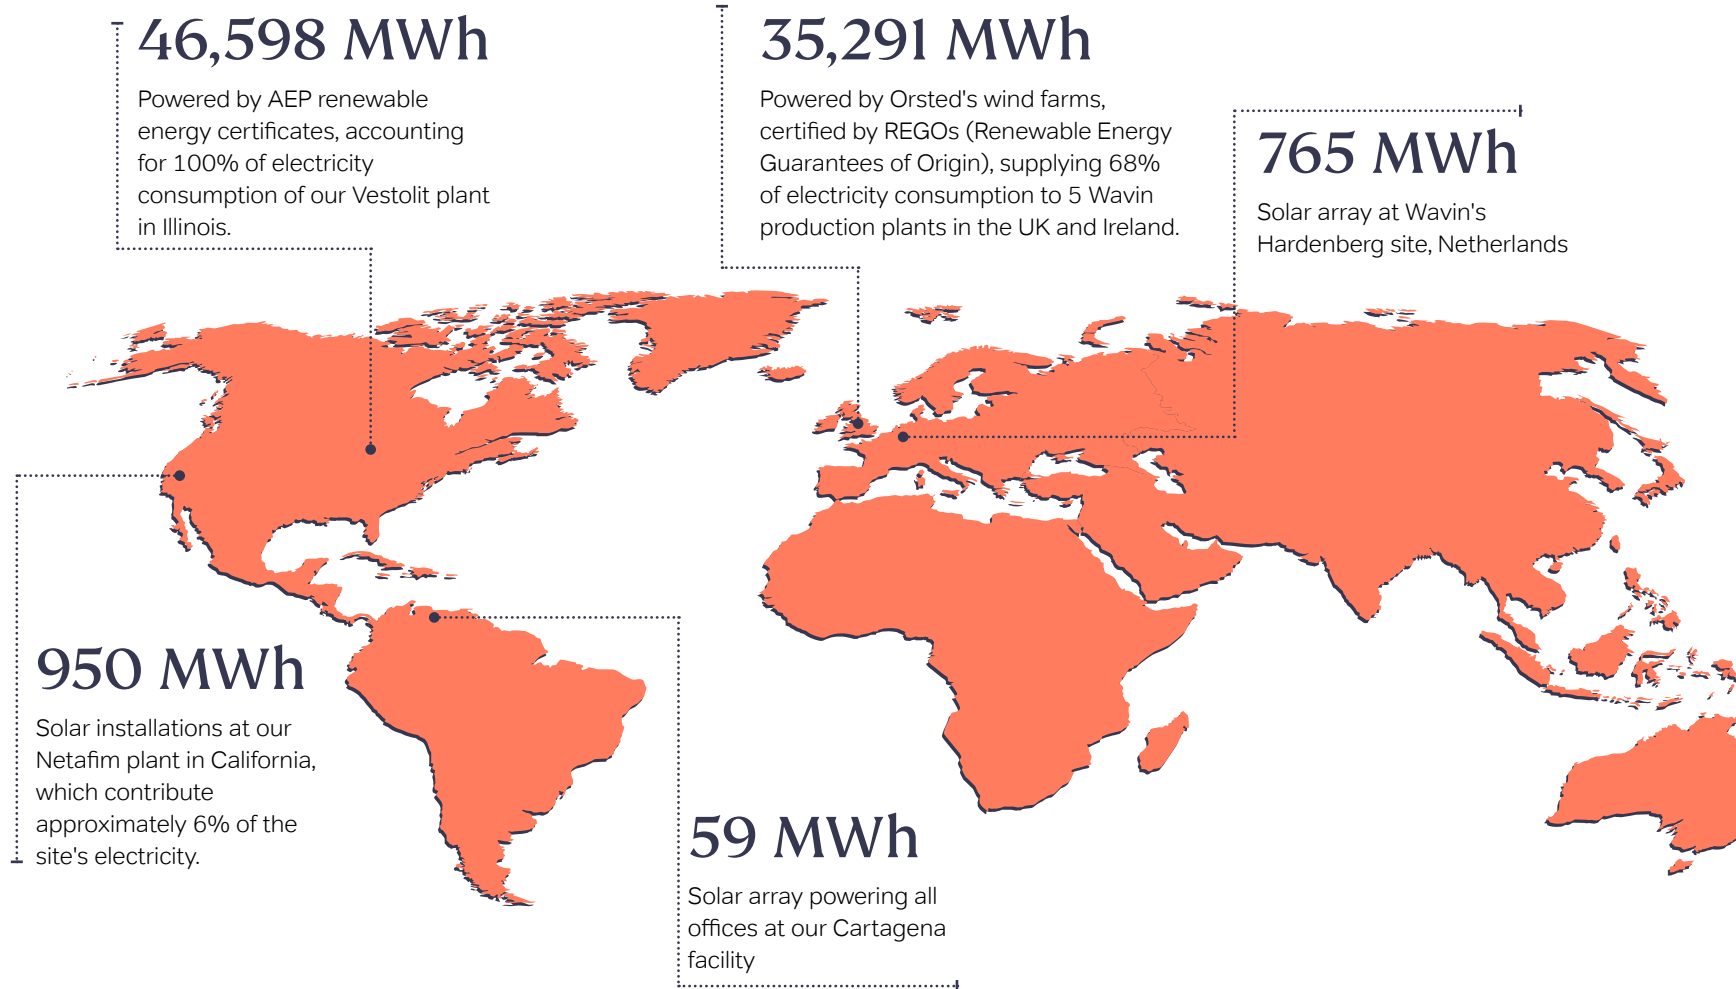 46,598 MWh
Powered by AEP renewable
energy certificates, accounting
for 100% of electricity
consumption of our Vestolit plant
in Illinois.
35,291 MWh
Powered by Orsted's wind farms,
certified by REGOs (Renewable Energy
Guarantees of Origin), supplying 68%
of electricity consumption to 5 Wavin
production plants in the UK and Ireland.
765 MWh
Solar array at Wavin's
Hardenberg site, Netherlands
950 MWh
Solar installations at our
Netafim plant in California,
which contribute
approximately 6% of the
site's electricity.
59 MWh
Solar array powering all
offices at our Cartagena
facility